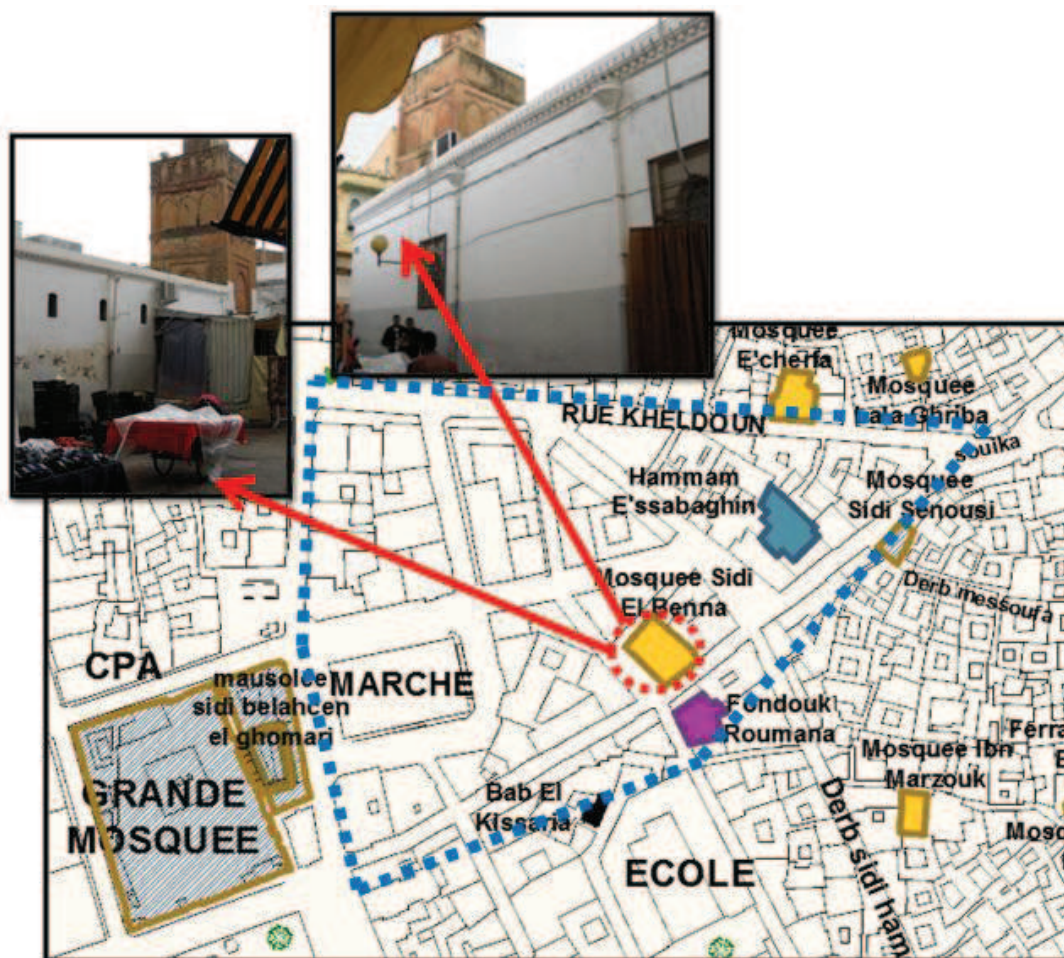 Mosquee
E'cherfa
Mosquee
Lala Ghriba
RUE KHELDOUN
souika
Hammam
E'ssabaghin
Mosquee
Sidi Senousi
Derb messoufa
Mosquee Sidi
El Benna
CPA
mausolee
sidi belahcen
el ghomari
MARCHE
Fondouk
Roumana
Ferra
Mosquee Ibn
Marzouk
GRANDE
MOSQUEE
Bab El
Kissaria
Mosq
ECOLE
Derb sidi ham